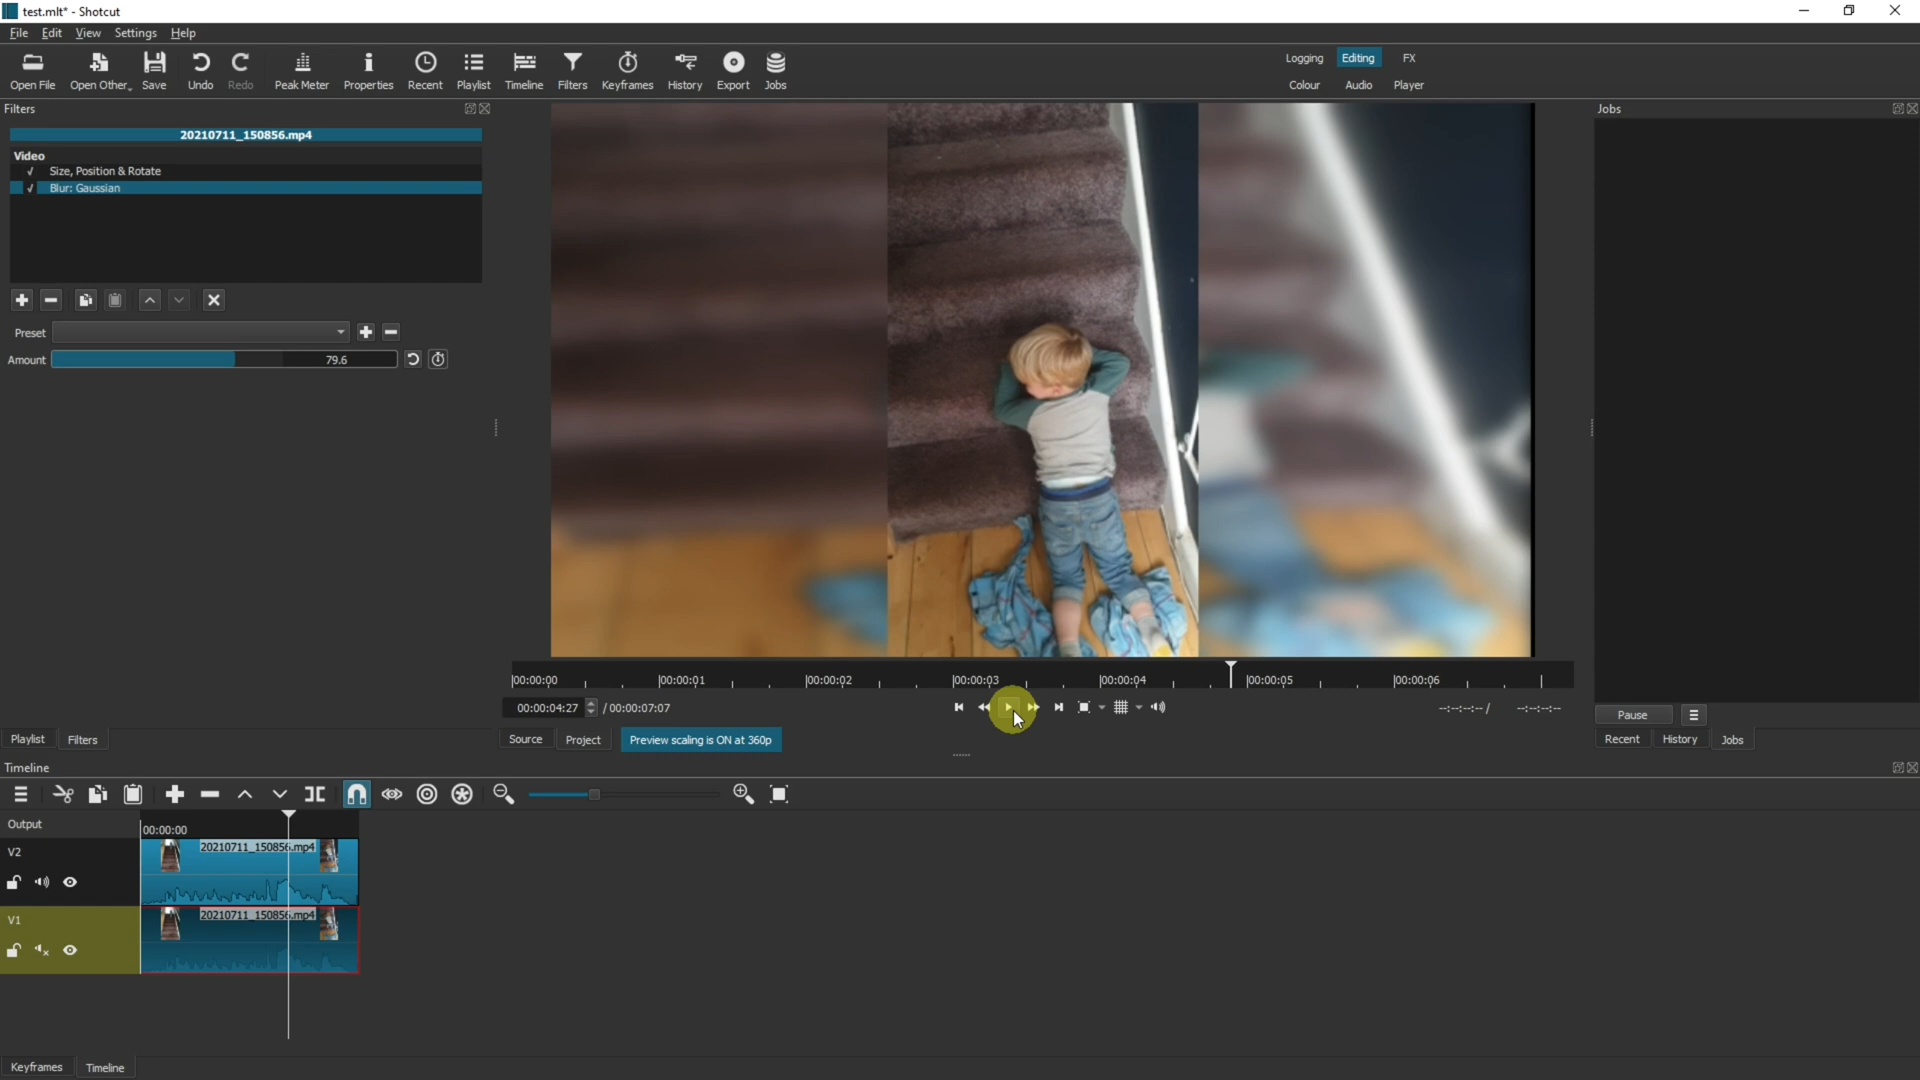 test.mlt* - Shotcut
File Edit View Settings Help
Open File Open Other.. Save Undo Redo Peak Meter Properties Recent Playlist Timeline Filters Keyframes History Export Jobs
Logging Editing FX
Colour Audio Player
Filters
Jobs
20210711_150856.mp4
Video
✓ Size, Position & Rotate
✓ Blur: Gaussian
Preset
Amount 79.6
00:00:00 00:00:01 00:00:02 00:00:03 00:00:04 00:00:05 00:00:06
00:00:04:27 / 00:00:07:07
--:--:--:-- / --:--:--:--
Pause
Playlist Filters
Source Project Preview scaling is ON at 360p
Recent History Jobs
Timeline
Output
00:00:00
V2
20210711_150856.mp4
V1
20210711_150856.mp4
Keyframes Timeline